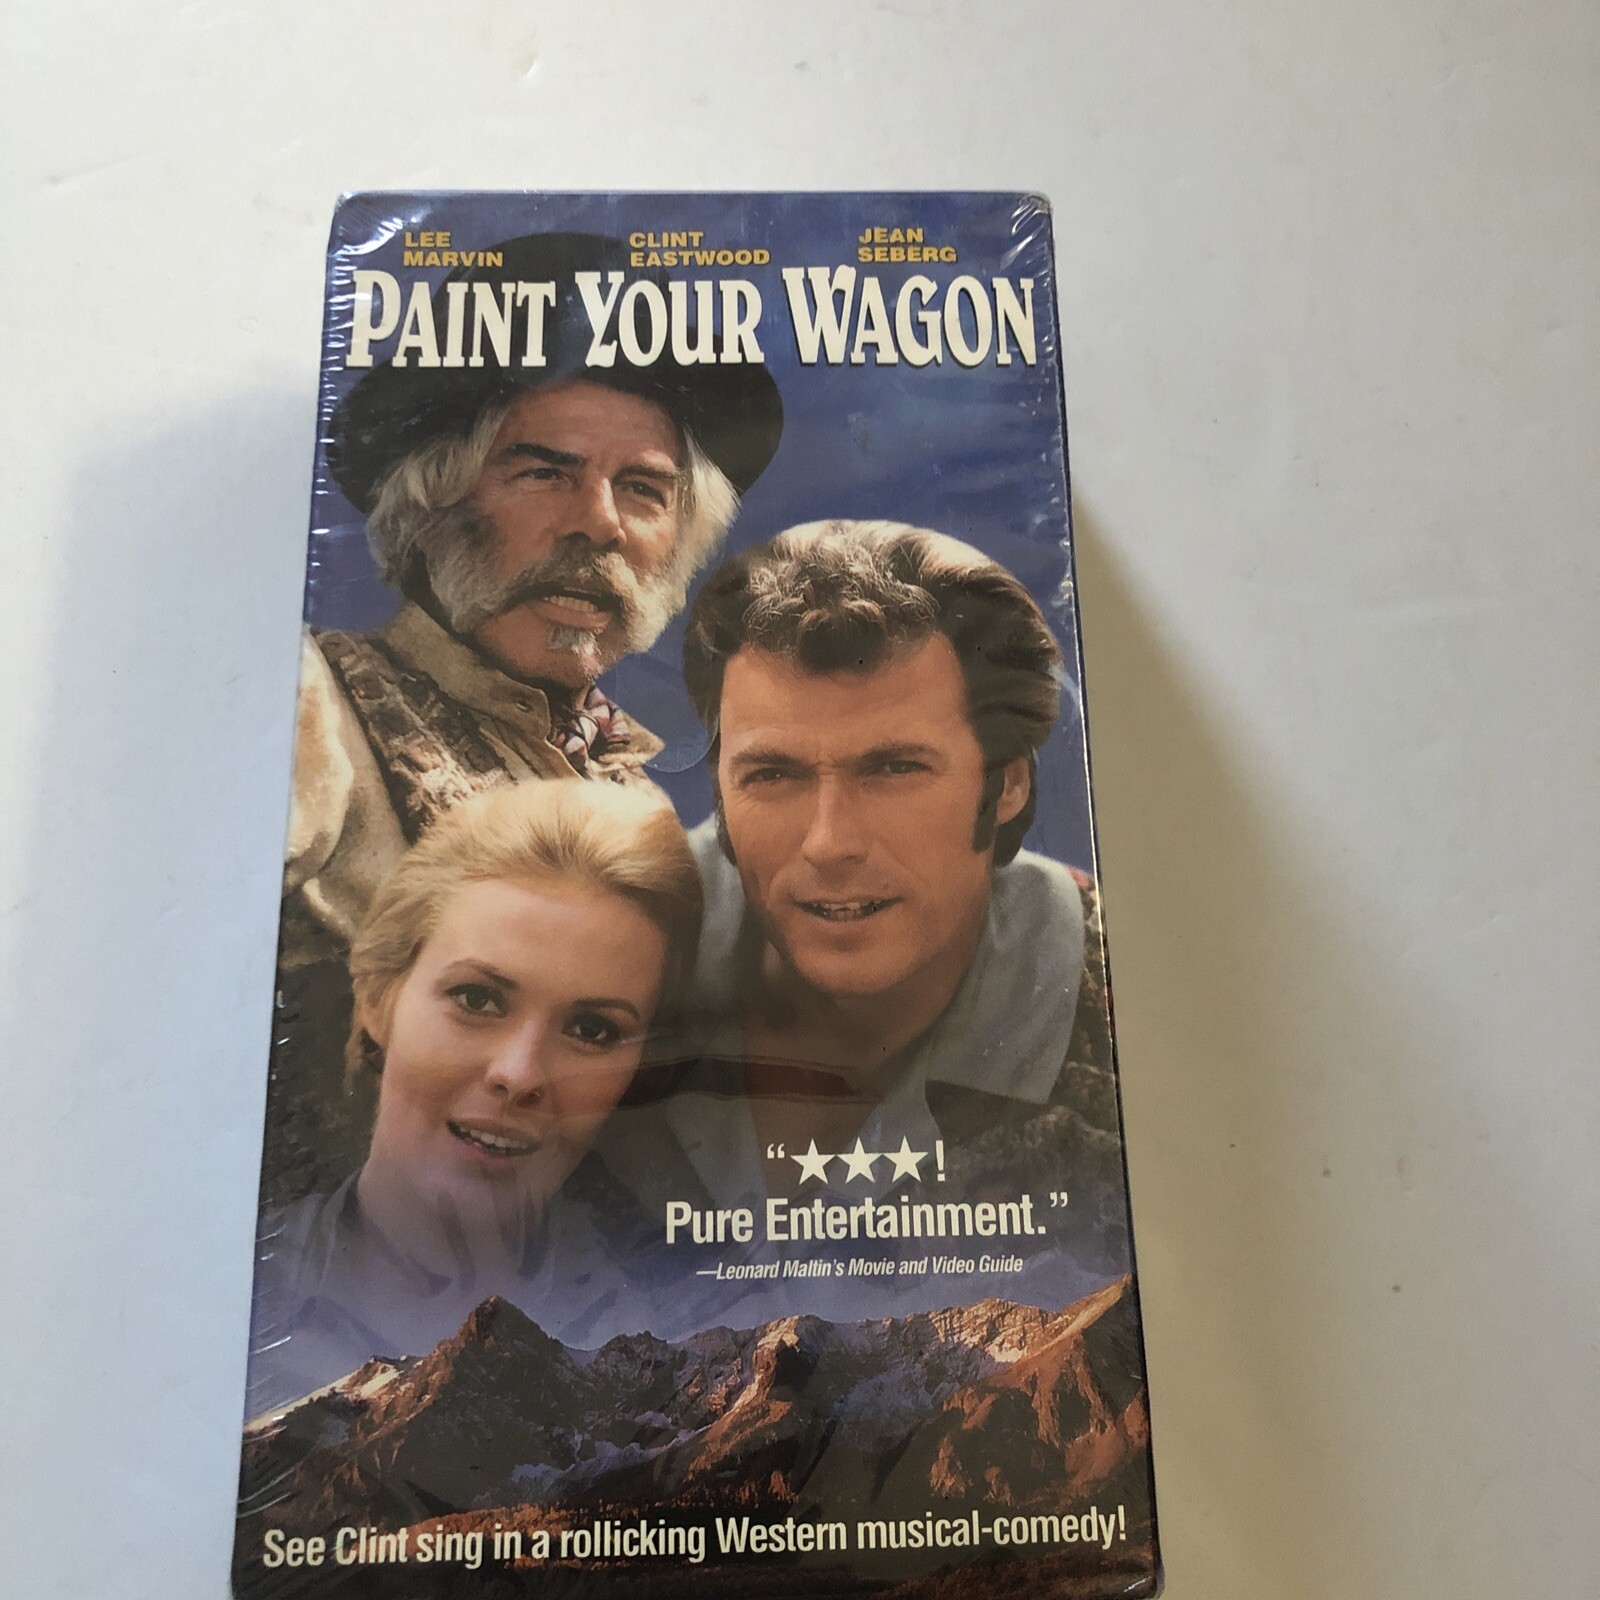 LEE MARVIN
CLINT EASTWOOD
JEAN SEBERG
PAINT YOUR WAGON
“★★★!
Pure Entertainment.”
—Leonard Maltin's Movie and Video Guide
See Clint sing in a rollicking Western musical-comedy!